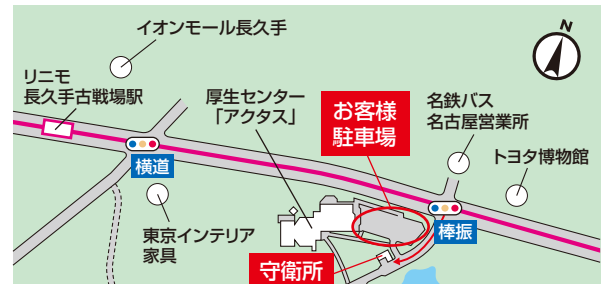 イオンモール長久手
N
リニモ
長久手古戦場駅
厚生センター
「アクタス」
お客様
駐車場
名鉄バス
名古屋営業所
トヨタ博物館
横道
棒振
東京インテリア
家具
守衛所